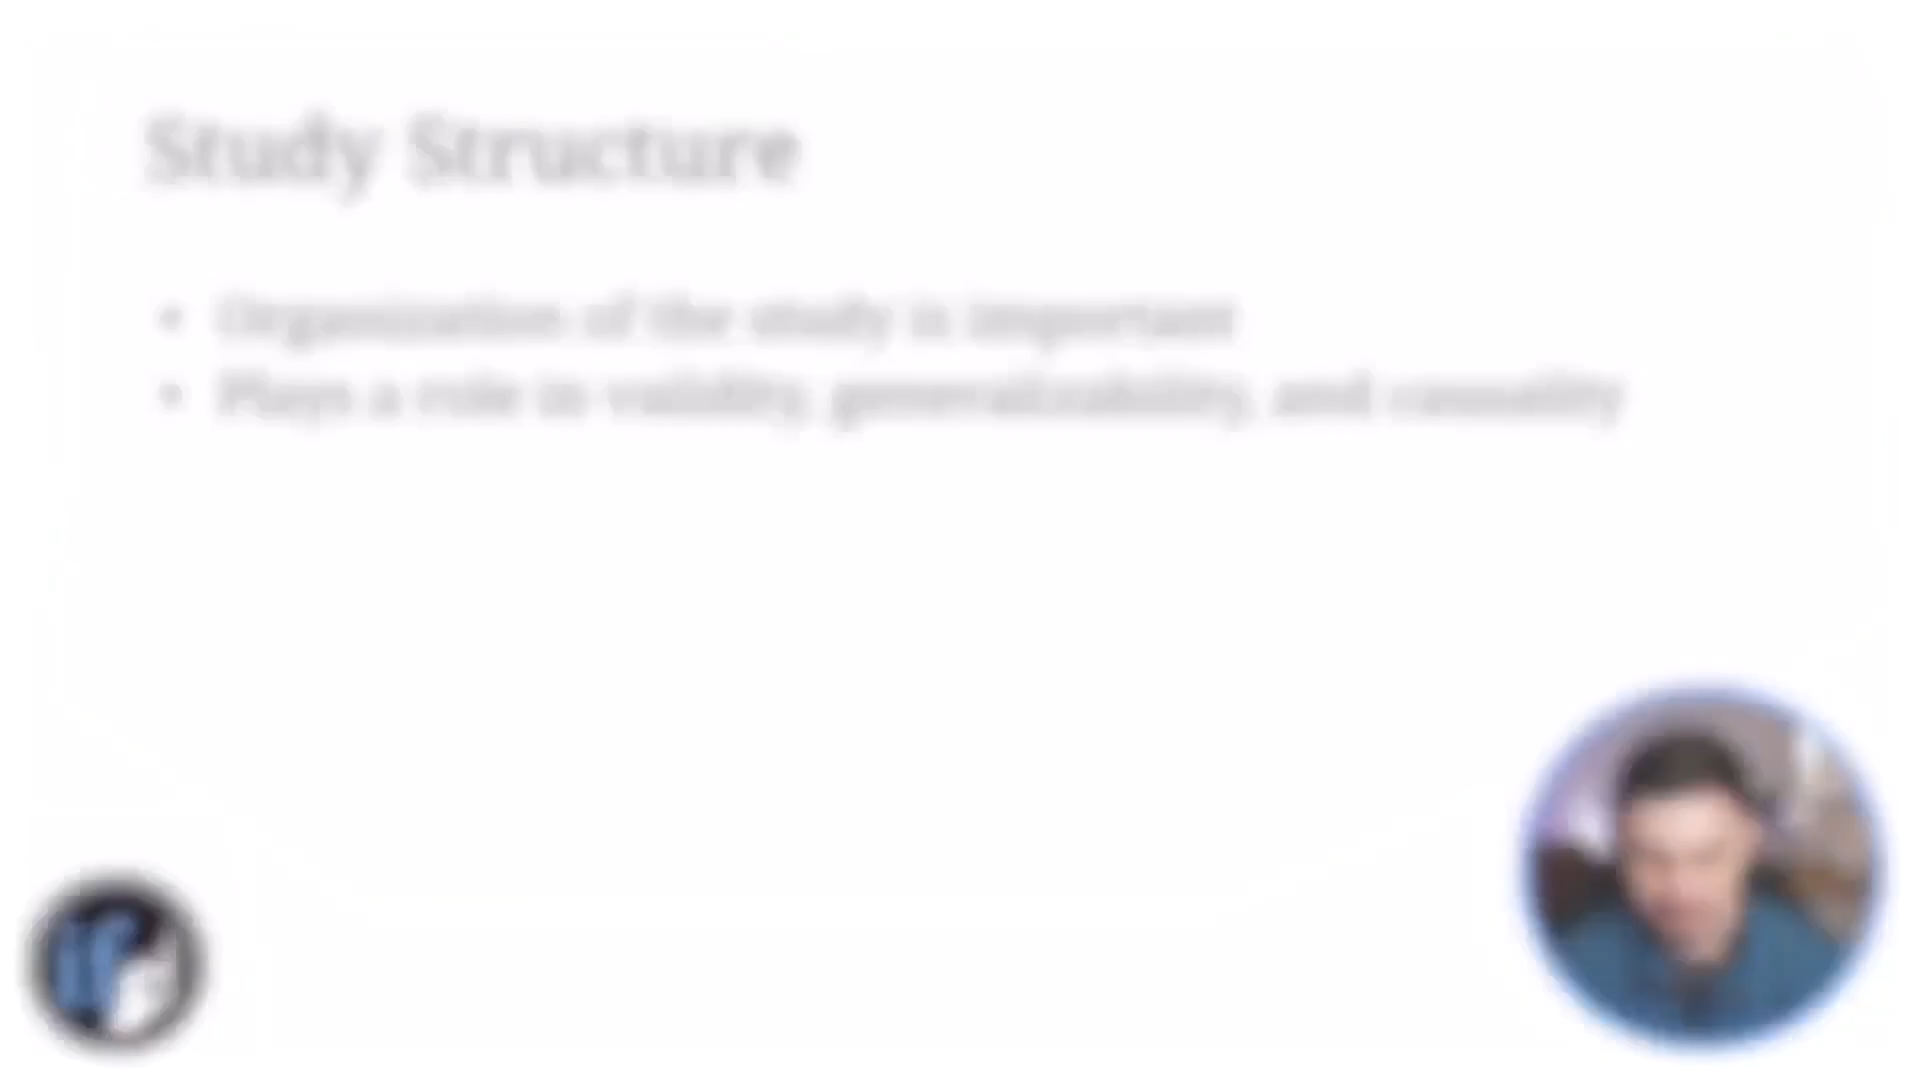 Study Structure
• Organization of the study is important
• Plays a role in validity, generalizability, and causality